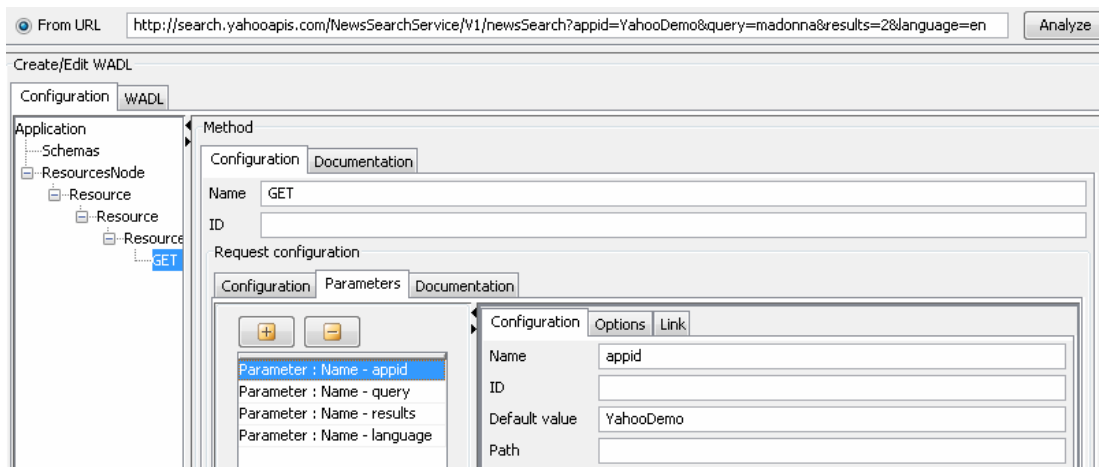 From URL http://search.yahooapis.com/NewsSearchService/V1/newsSearch?appid=YahooDemo&query=madonna&results=2&language=en Analyze
Create/Edit WADL
Configuration WADL
Application
Schemas
ResourcesNode
Resource
Resource
Resource
GET
Method
Configuration Documentation
Name GET
ID
Request configuration
Configuration Parameters Documentation
Parameter : Name - appid
Parameter : Name - query
Parameter : Name - results
Parameter : Name - language
Configuration Options Link
Name appid
ID
Default value YahooDemo
Path